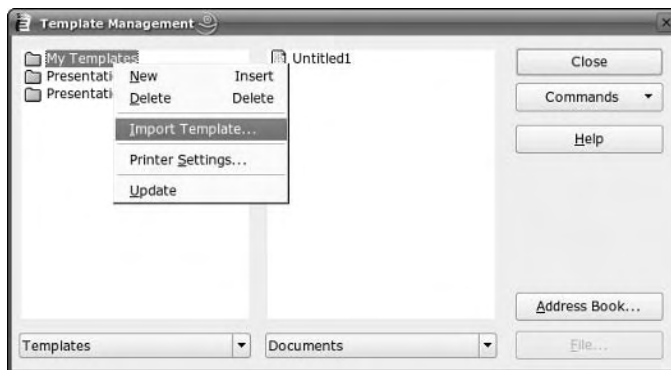 Template Management
My Templates
Presentati
Presentati
New Insert
Delete Delete
Import Template...
Printer Settings...
Update
Untitled1
Close
Commands
Help
Address Book...
File...
Templates
Documents